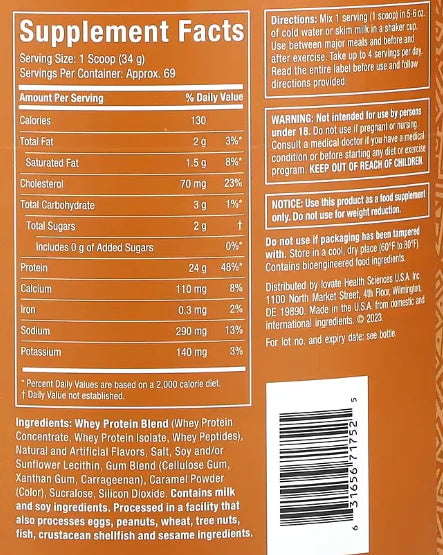 Supplement Facts
Serving Size: 1 Scoop (34 g)
Servings Per Container: Approx. 69
Amount Per Serving % Daily Value
Calories 130
Total Fat 2 g 3%*
Saturated Fat 1.5 g 8%*
Cholesterol 70 mg 23%
Total Carbohydrate 3 g 1%*
Total Sugars 2 g †
Includes 0 g of Added Sugars 0%*
Protein 24 g 48%*
Calcium 110 mg 8%
Iron 0.3 mg 2%
Sodium 290 mg 13%
Potassium 140 mg 3%
* Percent Daily Values are based on a 2,000 calorie diet.
† Daily Value not established.
Ingredients: Whey Protein Blend (Whey Protein
Concentrate, Whey Protein Isolate, Whey Peptides),
Natural and Artificial Flavors, Salt, Soy and/or
Sunflower Lecithin, Gum Blend (Cellulose Gum,
Xanthan Gum, Carrageenan), Caramel Powder
(Color), Sucralose, Silicon Dioxide. Contains milk
and soy ingredients. Processed in a facility that
also processes eggs, peanuts, wheat, tree nuts,
fish, crustacean shellfish and sesame ingredients.
Directions: Mix 1 serving (1 scoop) in 5-6 oz.
of cold water or skim milk in a shaker cup.
Use between major meals and before and
after exercise. Take up to 4 servings per day.
Read the entire label before use and follow
directions provided.
WARNING: Not intended for use by persons
under 18. Do not use if pregnant or nursing.
Consult a medical doctor if you have a medical
condition or before starting any diet or exercise
program. KEEP OUT OF REACH OF CHILDREN.
NOTICE: Use this product as a food supplement
only. Do not use for weight reduction.
Do not use if packaging has been tampered
with. Store in a cool, dry place (60°F to 80°F).
Contains bioengineered food ingredients.
Distributed by Iovate Health Sciences U.S.A. Inc.
1100 North Market Street, 4th Floor, Wilmington,
DE 19890. Made in the U.S.A. from domestic and
international ingredients. © 2023
For lot no. and expiry date: see bottle.
6 31656 71752 5